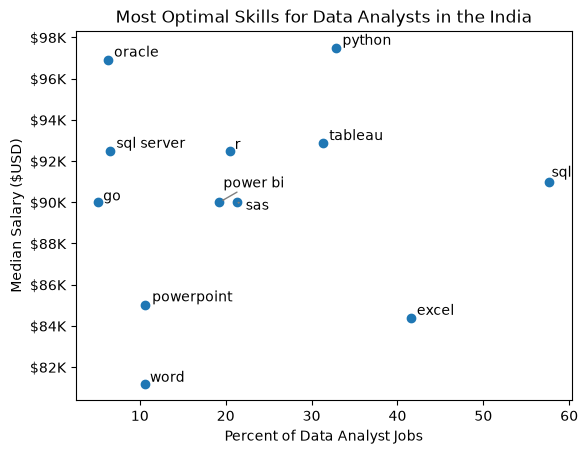 Most Optimal Skills for Data Analysts in the India
Median Salary ($USD)
$98K
$96K
$94K
$92K
$90K
$88K
$86K
$84K
$82K
python
oracle
tableau
sql server
r
sql
power bi
go
sas
powerpoint
excel
word
10
20
30
40
50
60
Percent of Data Analyst Jobs